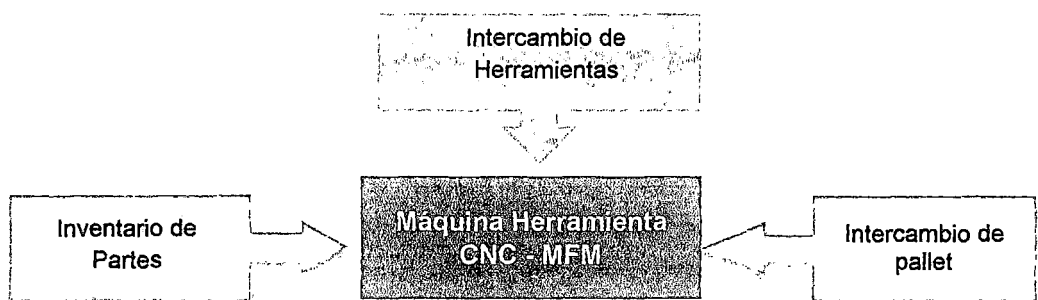 Intercambio de
Herramientas
Inventario de
Partes
Máquina Herramienta
CNC - MFM
Intercambio de
pallet